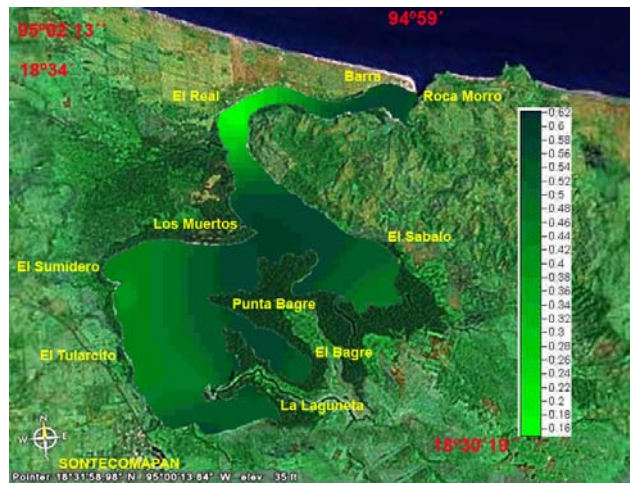 95º02´13´´
94º59´
18º34´
Barra
El Real
Roca Morro
0.62
0.6
0.58
0.56
0.54
0.52
0.5
0.48
0.46
0.44
0.42
0.4
0.38
0.36
0.34
0.32
0.3
0.28
0.26
0.24
0.22
0.2
0.18
0.16
Los Muertos
El Sabalo
El Sumidero
Punta Bagre
El Tularcito
El Bagre
La Laguneta
18º30´19´´
N
W E
S
SONTECOMAPAN
Pointer 18°31'58.98" N 95°00'13.84" W elev 35 ft